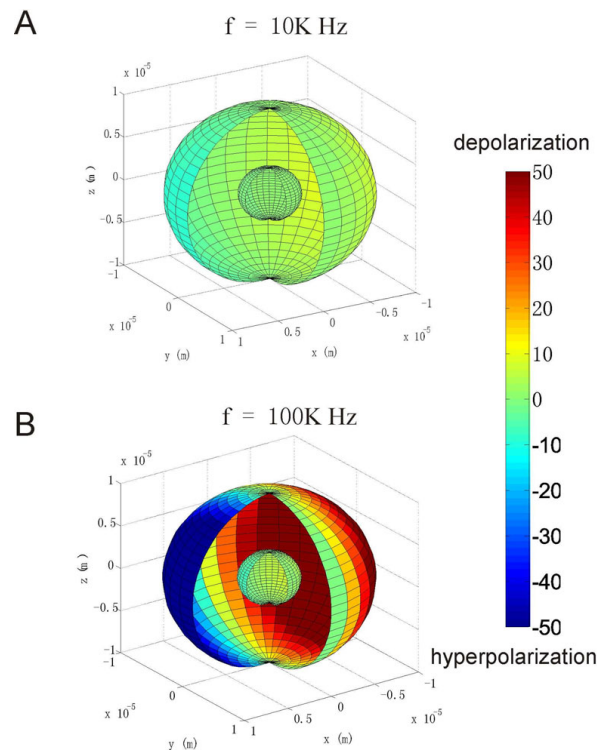 A
f = 10K Hz
x 10⁻⁵
1
0.5
0
-0.5
-1
z (m)
-1
0
1
x 10⁻⁵
y (m)
1
0.5
0
-0.5
-1
x 10⁻⁵
x (m)
depolarization
50
40
30
20
10
0
-10
-20
-30
-40
-50
hyperpolarization
B
f = 100K Hz
x 10⁻⁵
1
0.5
0
-0.5
-1
z (m)
-1
0
1
x 10⁻⁵
y (m)
1
0.5
0
-0.5
-1
x 10⁻⁵
x (m)